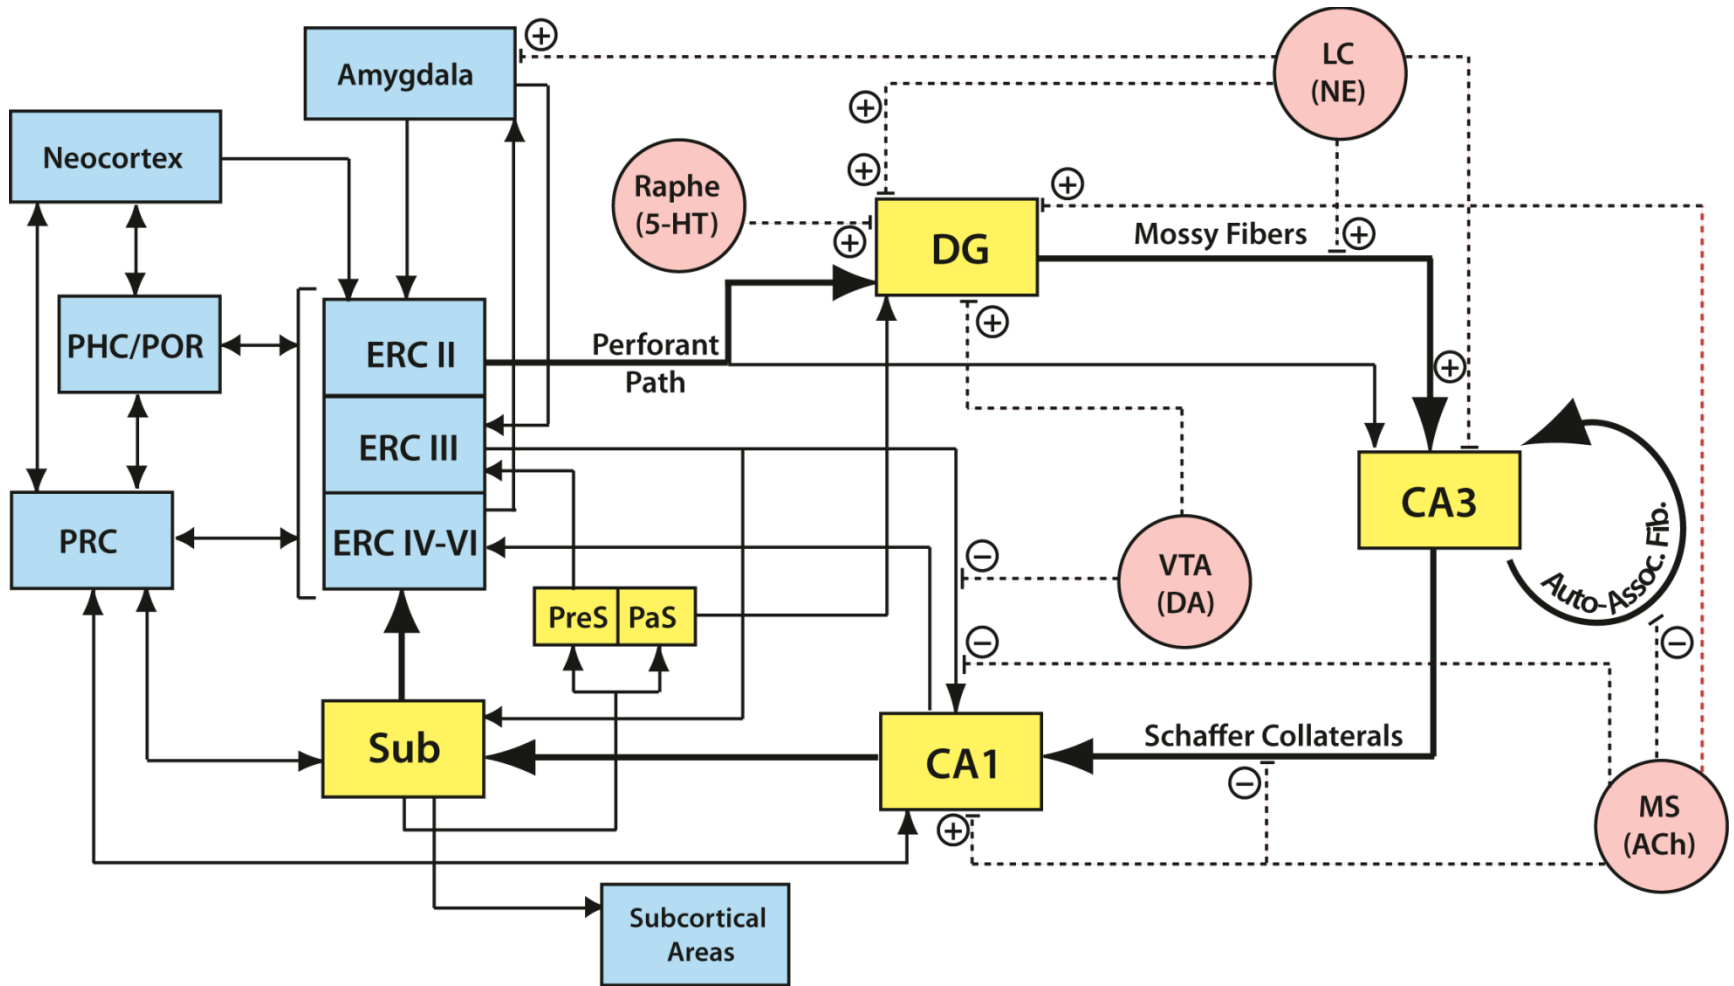 Amygdala
LC
(NE)
Neocortex
Raphe
(5-HT)
DG
Mossy Fibers
PHC/POR
ERC II
Perforant
Path
ERC III
CA3
PRC
ERC IV-VI
Auto-Assoc. Fib.
VTA
(DA)
PreS
PaS
Sub
CA1
Schaffer Collaterals
MS
(ACh)
Subcortical
Areas